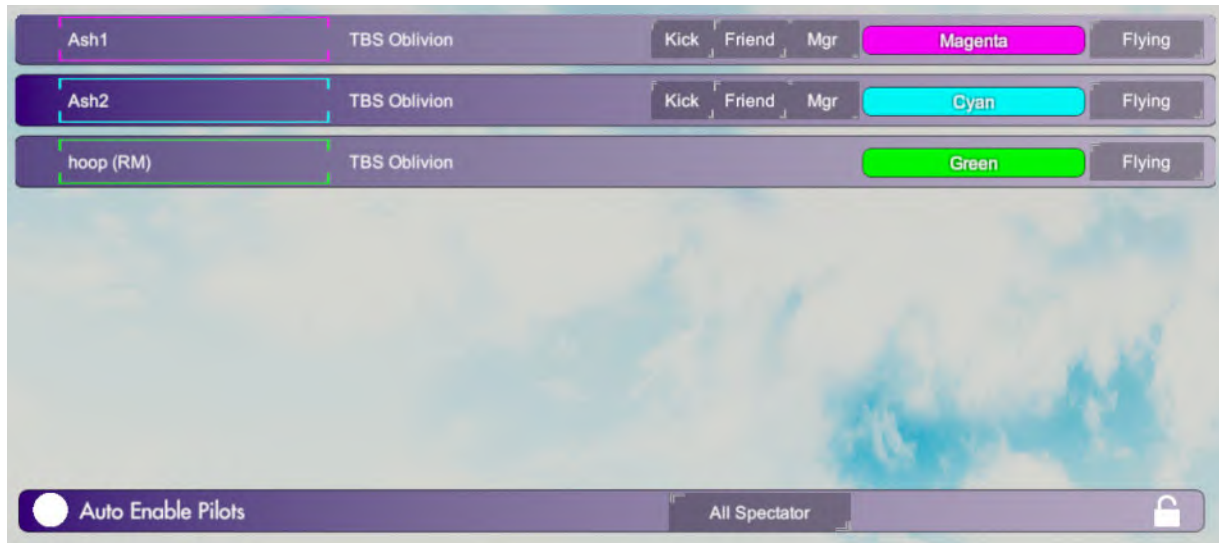 Ash1 TBS Oblivion Kick Friend Mgr Magenta Flying
Ash2 TBS Oblivion Kick Friend Mgr Cyan Flying
hoop (RM) TBS Oblivion Green Flying
Auto Enable Pilots All Spectator